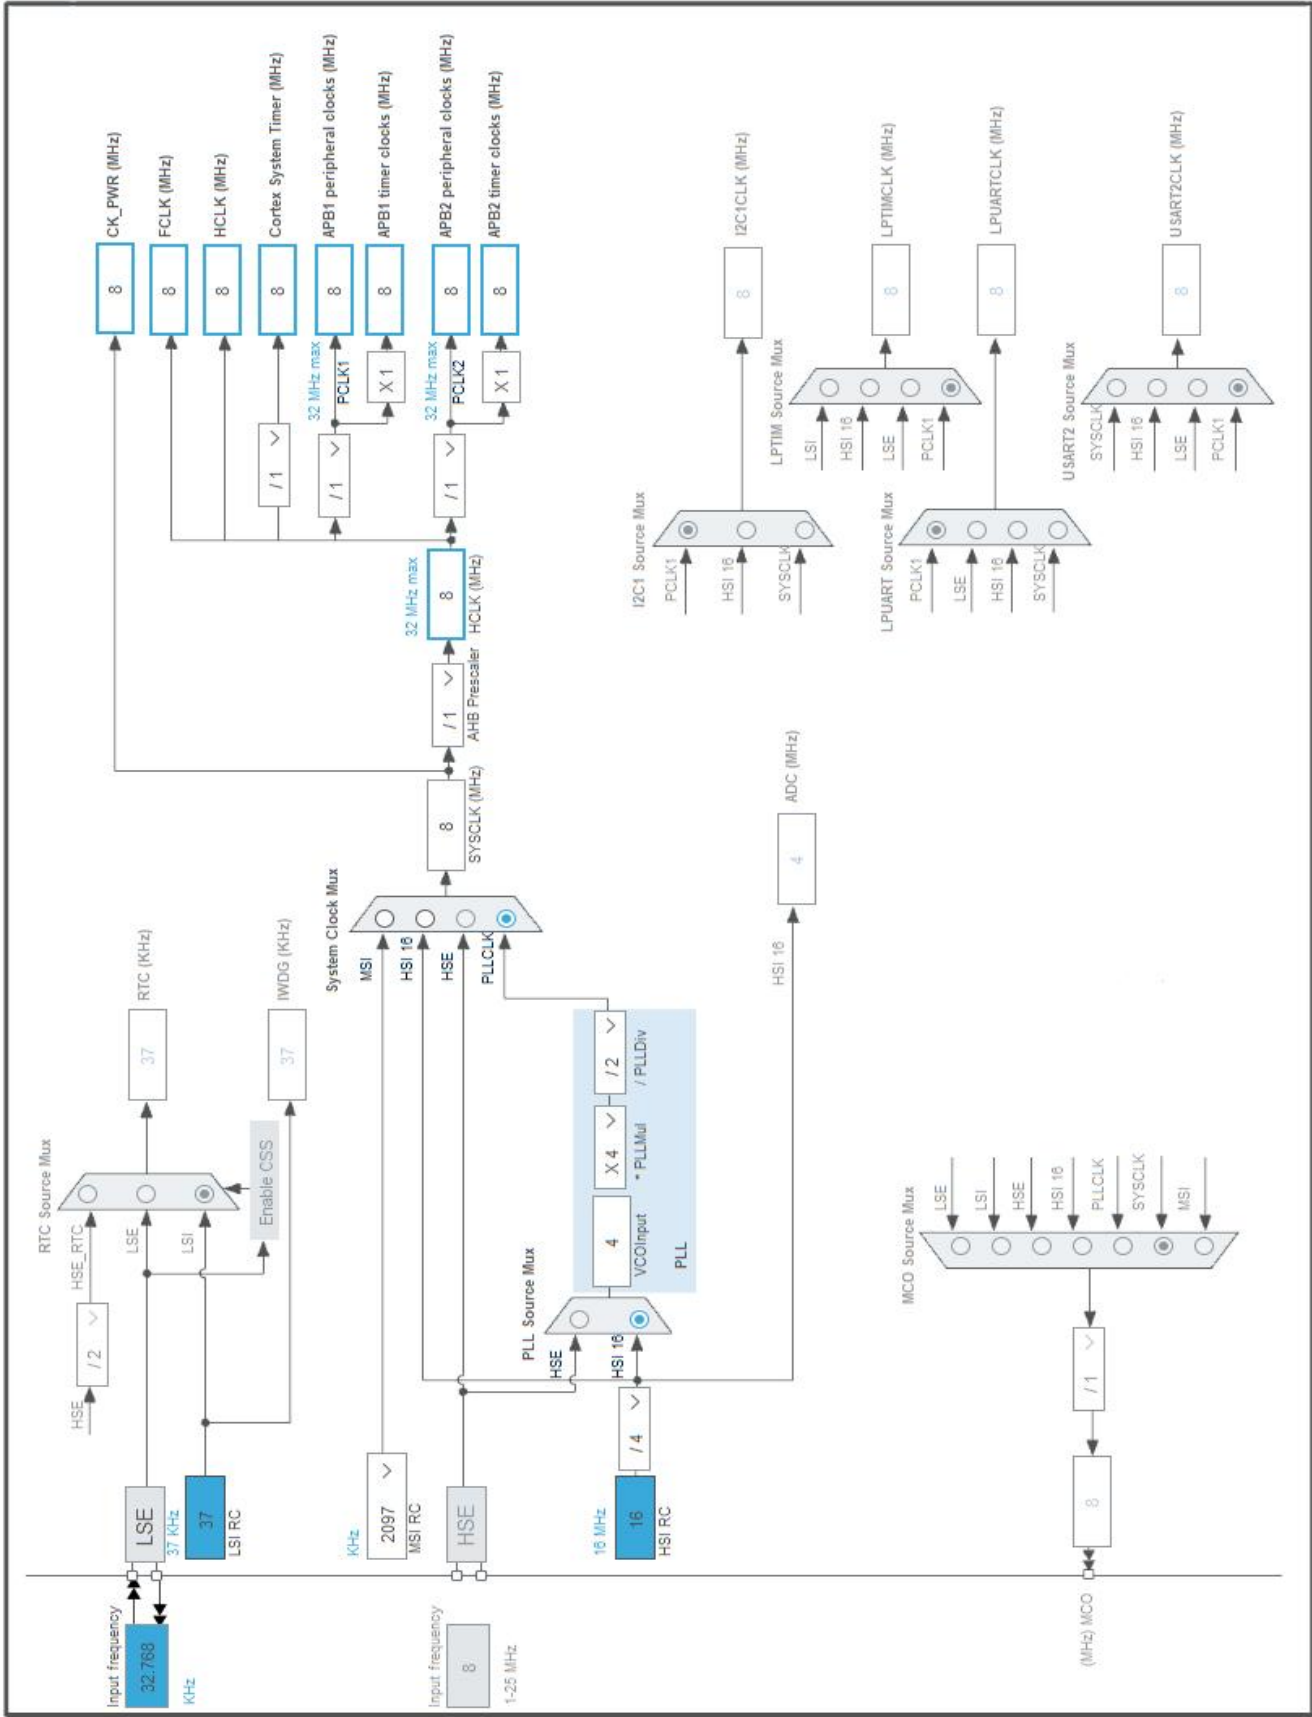 Input frequency
32.768
KHz
LSE
37 KHz
37
LSI RC
HSE
/ 2
HSE_RTC
LSE
LSI
RTC Source Mux
Enable CSS
37
RTC (KHz)
37
IWDG (KHz)
KHz
2097
MSI RC
Input frequency
8
1-25 MHz
HSE
16 MHz
16
HSI RC
/ 4
PLL Source Mux
HSE
HSI 16
4
VCOInput
X 4
* PLLMul
/ 2
/ PLLDiv
PLL
System Clock Mux
MSI
HSI 16
HSE
PLLCLK
8
SYSCLK (MHz)
HSI 16
4
ADC (MHz)
/ 1
AHB Prescaler
32 MHz max
8
HCLK (MHz)
/ 1
/ 1
/ 1
32 MHz max
PCLK1
X 1
32 MHz max
PCLK2
X 1
8
CK_PWR (MHz)
8
FCLK (MHz)
8
HCLK (MHz)
8
Cortex System Timer (MHz)
8
APB1 peripheral clocks (MHz)
8
APB1 timer clocks (MHz)
8
APB2 peripheral clocks (MHz)
8
APB2 timer clocks (MHz)
I2C1 Source Mux
PCLK1
HSI 16
SYSCLK
8
I2C1CLK (MHz)
LPTIM Source Mux
LSI
HSI 16
LSE
PCLK1
8
LPTIMCLK (MHz)
LPUART Source Mux
PCLK1
LSE
HSI 16
SYSCLK
8
LPUARTCLK (MHz)
USART2 Source Mux
SYSCLK
HSI 16
LSE
PCLK1
8
USART2CLK (MHz)
MCO Source Mux
LSE
LSI
HSE
HSI 16
PLLCLK
SYSCLK
MSI
/ 1
8
(MHz) MCO